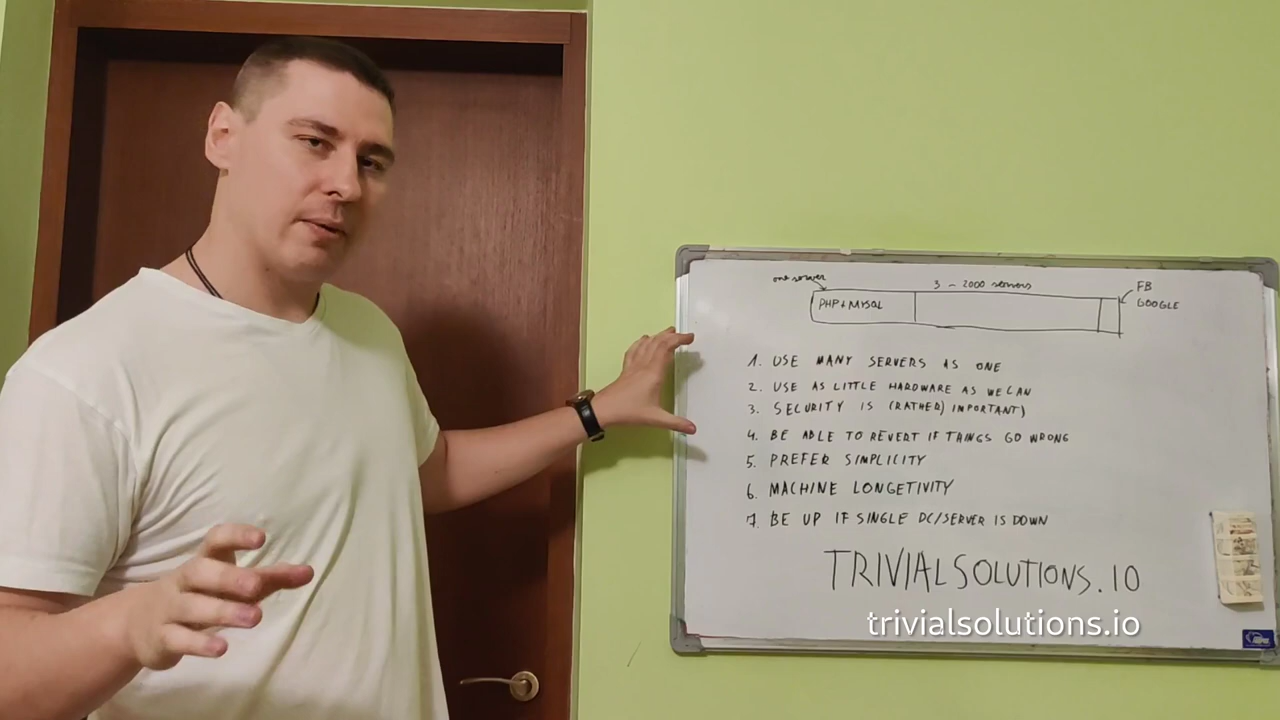 one server
3 - 2000 servers
FB
GOOGLE
PHP+MYSQL
1. USE MANY SERVERS AS ONE
2. USE AS LITTLE HARDWARE AS WE CAN
3. SECURITY IS (RATHER) IMPORTANT)
4. BE ABLE TO REVERT IF THINGS GO WRONG
5. PREFER SIMPLICITY
6. MACHINE LONGETIVITY
7. BE UP IF SINGLE DC/SERVER IS DOWN
TRIVIALSOLUTIONS.IO
trivialsolutions.io